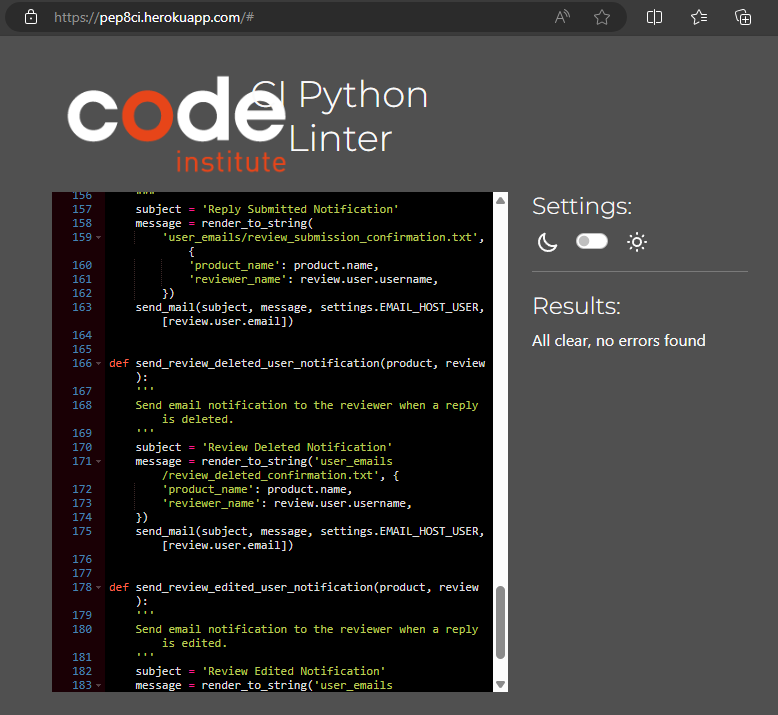 https://pep8ci.herokuapp.com/#
code
institute
CI Python
Linter
156 """
157 subject = 'Reply Submitted Notification'
158 message = render_to_string(
159 'user_emails/review_submission_confirmation.txt',
{
160 'product_name': product.name,
161 'reviewer_name': review.user.username,
162 })
163 send_mail(subject, message, settings.EMAIL_HOST_USER,
[review.user.email])
164
165
166 def send_review_deleted_user_notification(product, review
):
167 '''
168 Send email notification to the reviewer when a reply
is deleted.
169 '''
170 subject = 'Review Deleted Notification'
171 message = render_to_string('user_emails
/review_deleted_confirmation.txt', {
172 'product_name': product.name,
173 'reviewer_name': review.user.username,
174 })
175 send_mail(subject, message, settings.EMAIL_HOST_USER,
[review.user.email])
176
177
178 def send_review_edited_user_notification(product, review
):
179 '''
180 Send email notification to the reviewer when a reply
is edited.
181 '''
182 subject = 'Review Edited Notification'
183 message = render_to_string('user_emails
Settings:
Results:
All clear, no errors found